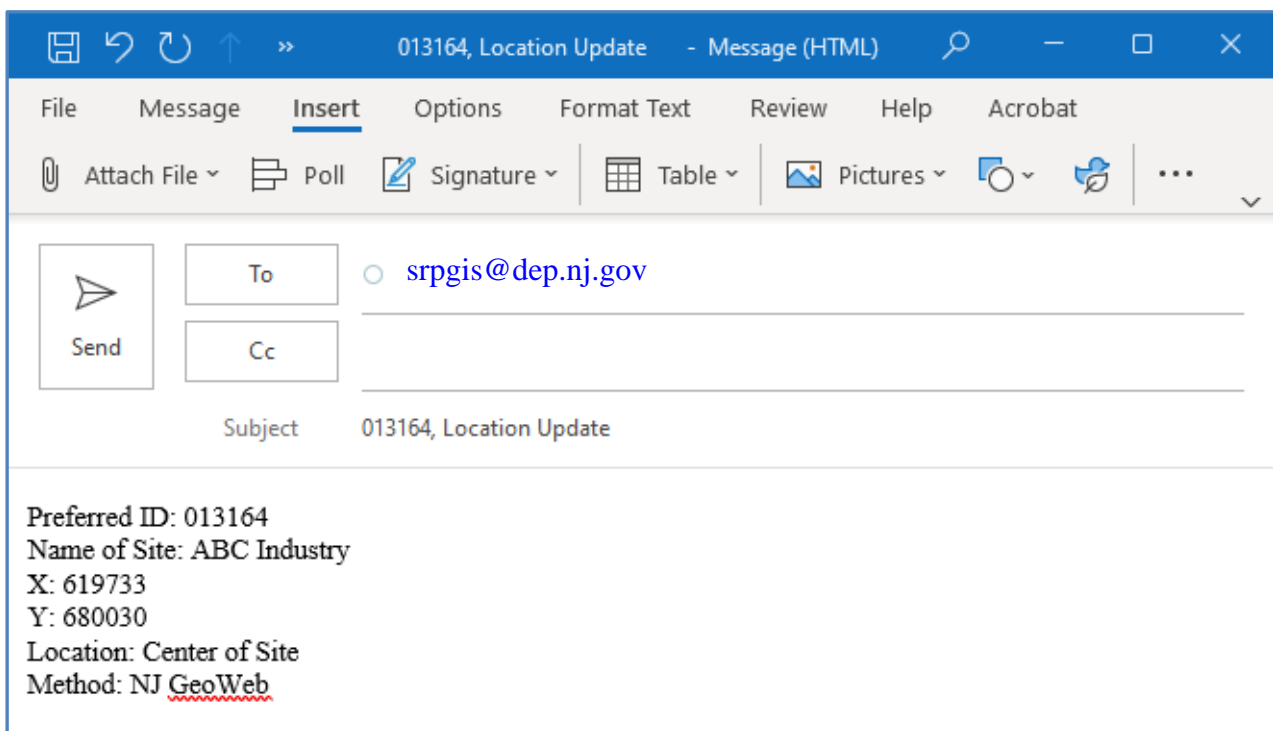 013164, Location Update - Message (HTML)
File Message Insert Options Format Text Review Help Acrobat
Attach File Poll Signature Table Pictures
To srpgis@dep.nj.gov
Send
Cc
Subject 013164, Location Update
Preferred ID: 013164
Name of Site: ABC Industry
X: 619733
Y: 680030
Location: Center of Site
Method: NJ GeoWeb